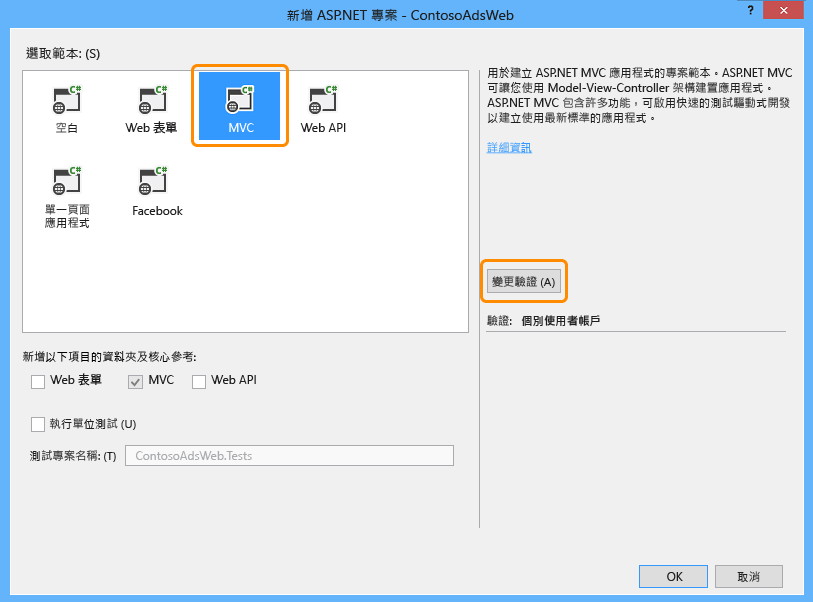 新增 ASP.NET 專案 - ContosoAdsWeb
?
選取範本: (S)
C#
空白
C#
Web 表單
C#
MVC
C#
Web API
C#
單一頁面
應用程式
C#
Facebook
用於建立 ASP.NET MVC 應用程式的專案範本。ASP.NET MVC
可讓您使用 Model-View-Controller 架構建置應用程式。
ASP.NET MVC 包含許多功能，可啟用快速的測試驅動式開發
以建立使用最新標準的應用程式。
詳細資訊
變更驗證 (A)
驗證: 個別使用者帳戶
新增以下項目的資料夾及核心參考:
Web 表單 MVC Web API
執行單位測試 (U)
測試專案名稱: (T) ContosoAdsWeb.Tests
OK 取消